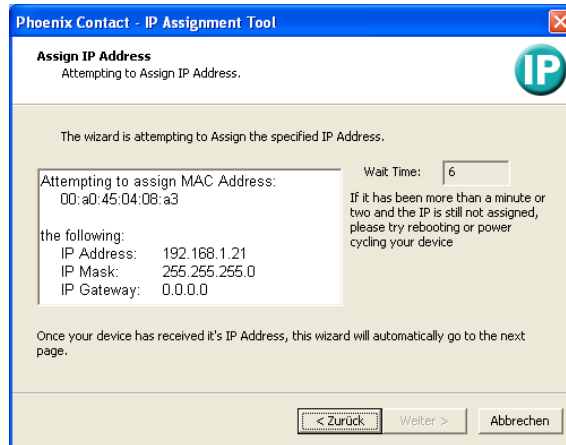 Phoenix Contact - IP Assignment Tool
Assign IP Address
Attempting to Assign IP Address.
IP
The wizard is attempting to Assign the specified IP Address.
Attempting to assign MAC Address:
00:a0:45:04:08:a3
the following:
IP Address: 192.168.1.21
IP Mask: 255.255.255.0
IP Gateway: 0.0.0.0
Wait Time: 6
If it has been more than a minute or
two and the IP is still not assigned,
please try rebooting or power
cycling your device
Once your device has received it's IP Address, this wizard will automatically go to the next
page.
< Zurück Weiter > Abbrechen